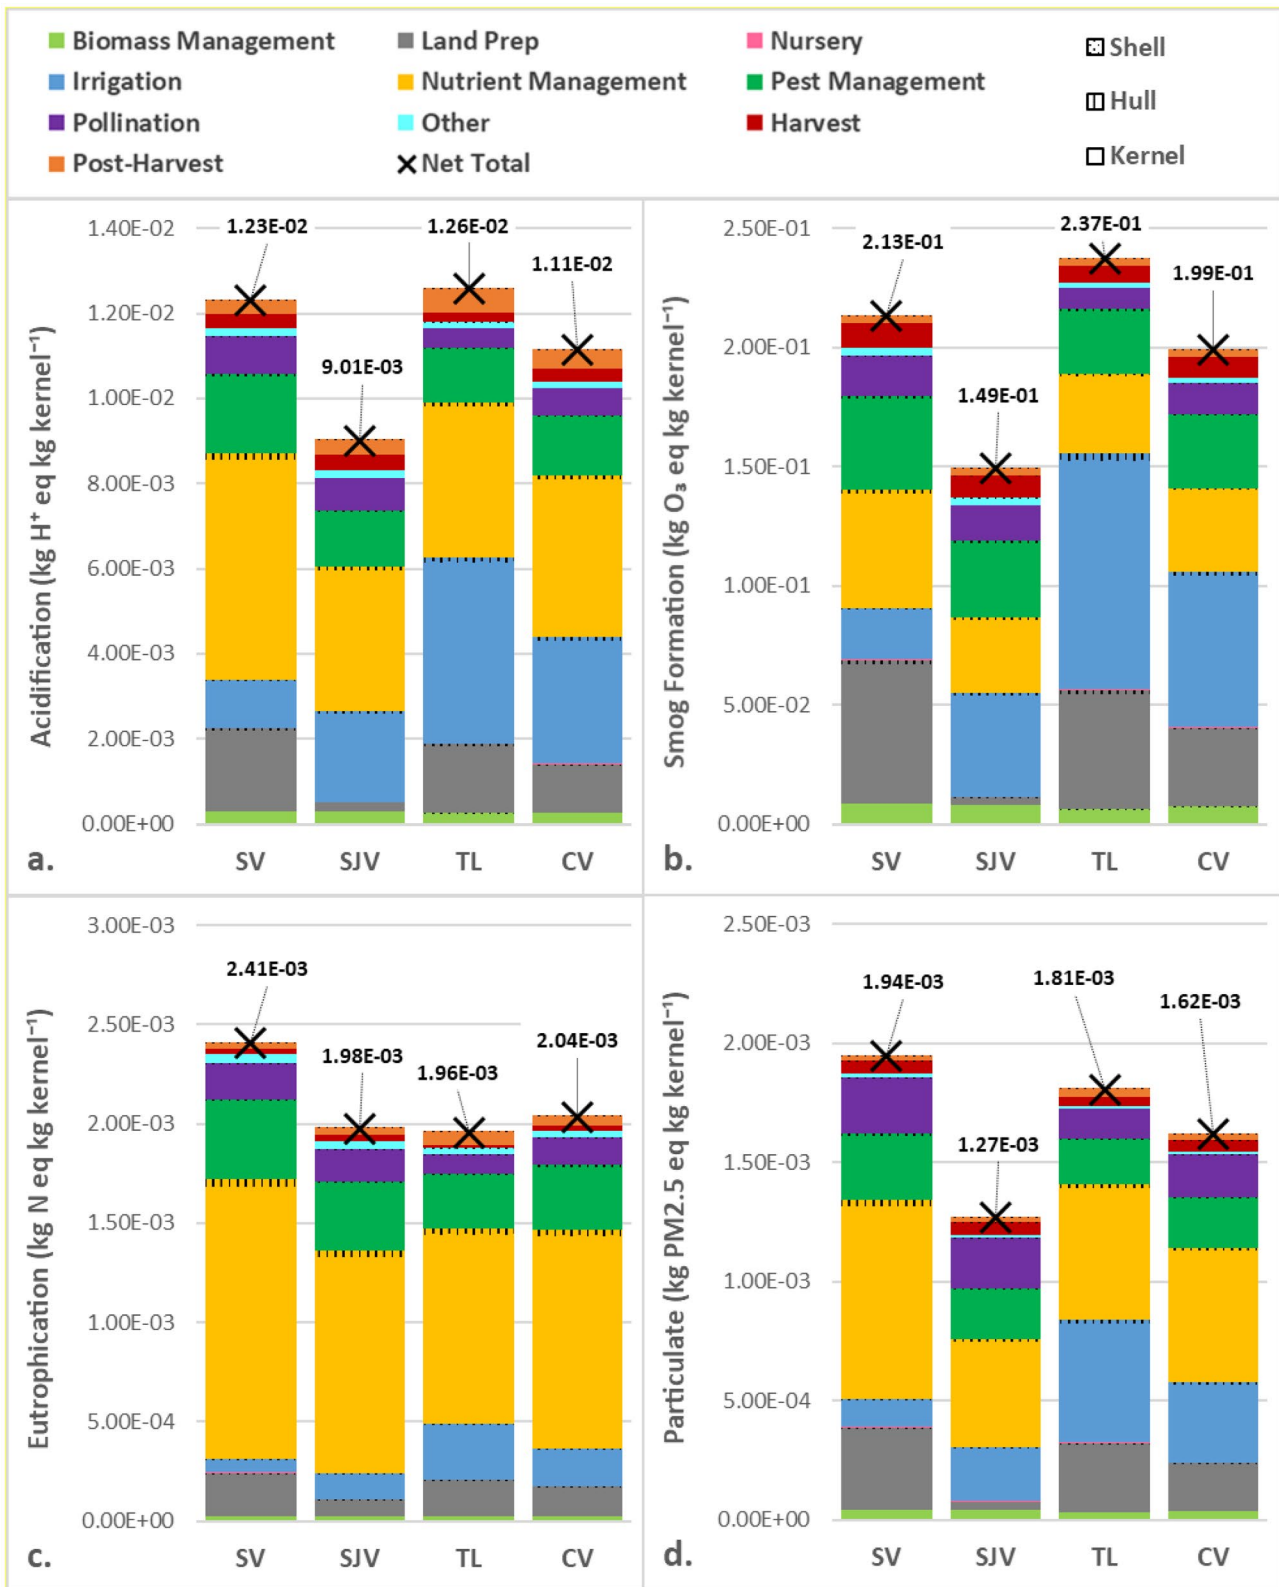 Biomass Management Land Prep Nursery Shell
Irrigation Nutrient Management Pest Management Hull
Pollination Other Harvest
Post-Harvest Net Total Kernel
Acidification (kg H⁺ eq kg kernel⁻¹)
1.40E-02
1.20E-02
1.00E-02
8.00E-03
6.00E-03
4.00E-03
2.00E-03
0.00E+00
1.23E-02
9.01E-03
1.26E-02
1.11E-02
a. SV SJV TL CV
Smog Formation (kg O₃ eq kg kernel⁻¹)
2.50E-01
2.00E-01
1.50E-01
1.00E-01
5.00E-02
0.00E+00
2.13E-01
1.49E-01
2.37E-01
1.99E-01
b. SV SJV TL CV
Eutrophication (kg N eq kg kernel⁻¹)
3.00E-03
2.50E-03
2.00E-03
1.50E-03
1.00E-03
5.00E-04
0.00E+00
2.41E-03
1.98E-03
1.96E-03
2.04E-03
c. SV SJV TL CV
Particulate (kg PM2.5 eq kg kernel⁻¹)
2.50E-03
2.00E-03
1.50E-03
1.00E-03
5.00E-04
0.00E+00
1.94E-03
1.27E-03
1.81E-03
1.62E-03
d. SV SJV TL CV